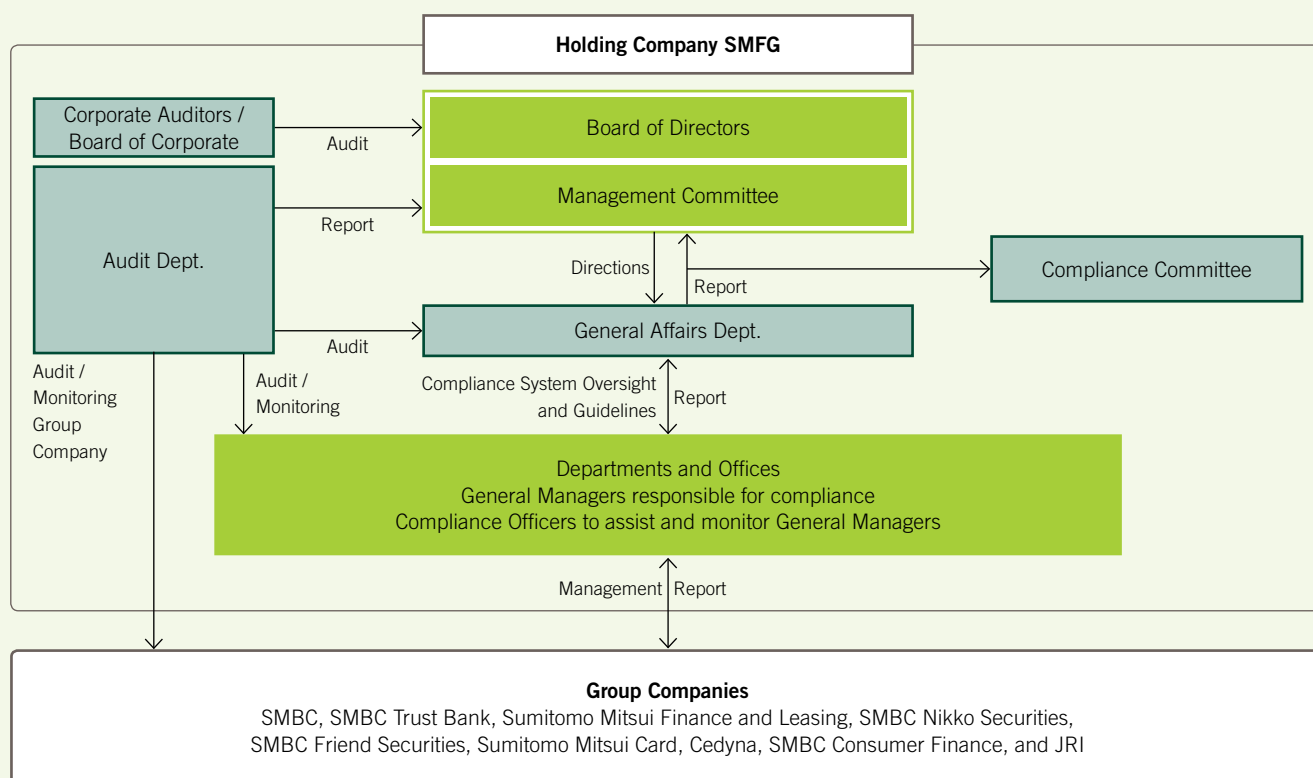 Holding Company SMFG
Corporate Auditors /
Board of Corporate
Audit
Board of Directors
Management Committee
Report
Audit Dept.
Directions
Report
Compliance Committee
General Affairs Dept.
Audit
Audit /
Monitoring
Group
Company
Audit /
Monitoring
Compliance System Oversight
and Guidelines
Report
Departments and Offices
General Managers responsible for compliance
Compliance Officers to assist and monitor General Managers
Management
Report
Group Companies
SMBC, SMBC Trust Bank, Sumitomo Mitsui Finance and Leasing, SMBC Nikko Securities,
SMBC Friend Securities, Sumitomo Mitsui Card, Cedyna, SMBC Consumer Finance, and JRI